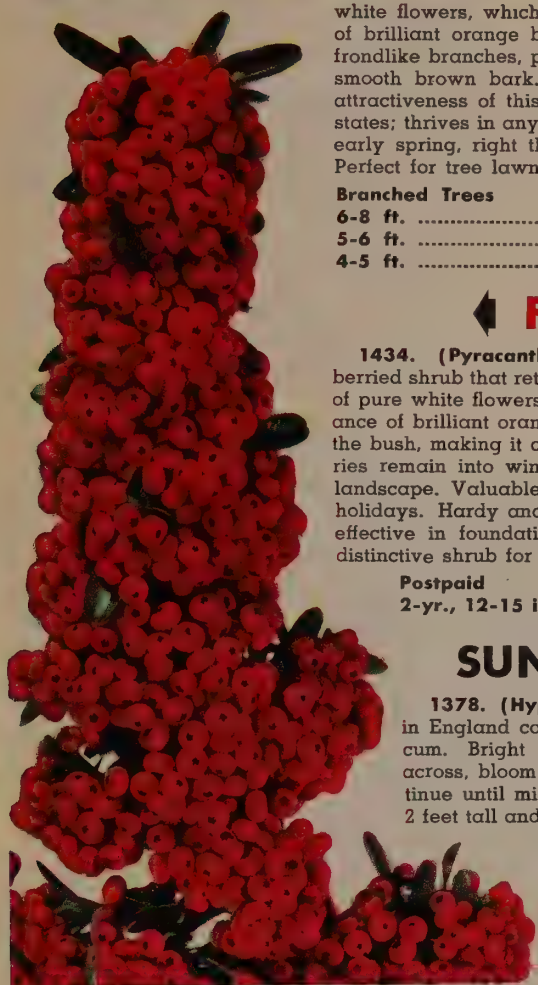 white flowers, which
of brilliant orange b
frondlike branches, p
smooth brown bark.
attractiveness of this
states; thrives in any
early spring, right th
Perfect for tree lawn
Branched Trees
6-8 ft. ........................
5-6 ft. ........................
4-5 ft. ........................
F
1434. (Pyracanth
berried shrub that ret
of pure white flowers
ance of brilliant oran
the bush, making it a
ries remain into win
landscape. Valuable
holidays. Hardy and
effective in foundati
distinctive shrub for
Postpaid
2-yr., 12-15 i
SUN
1378. (Hy
in England ca
cum. Bright
across, bloom
tinue until mi
2 feet tall and